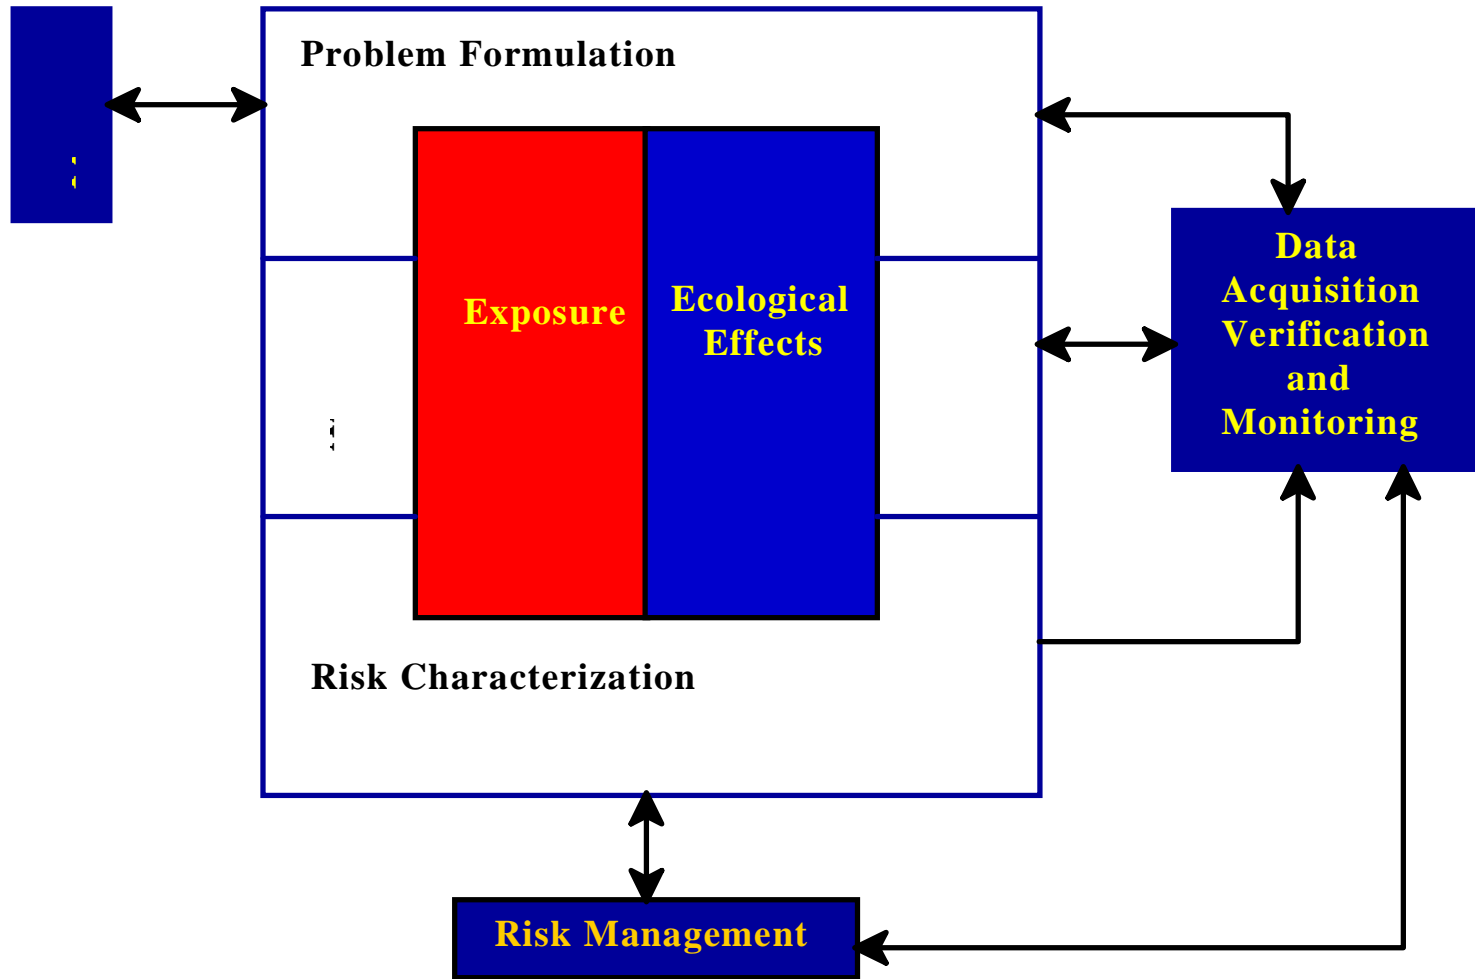 Problem Formulation
Exposure
Ecological
Effects
Data
Acquisition
Verification
and
Monitoring
Risk Characterization
Risk Management